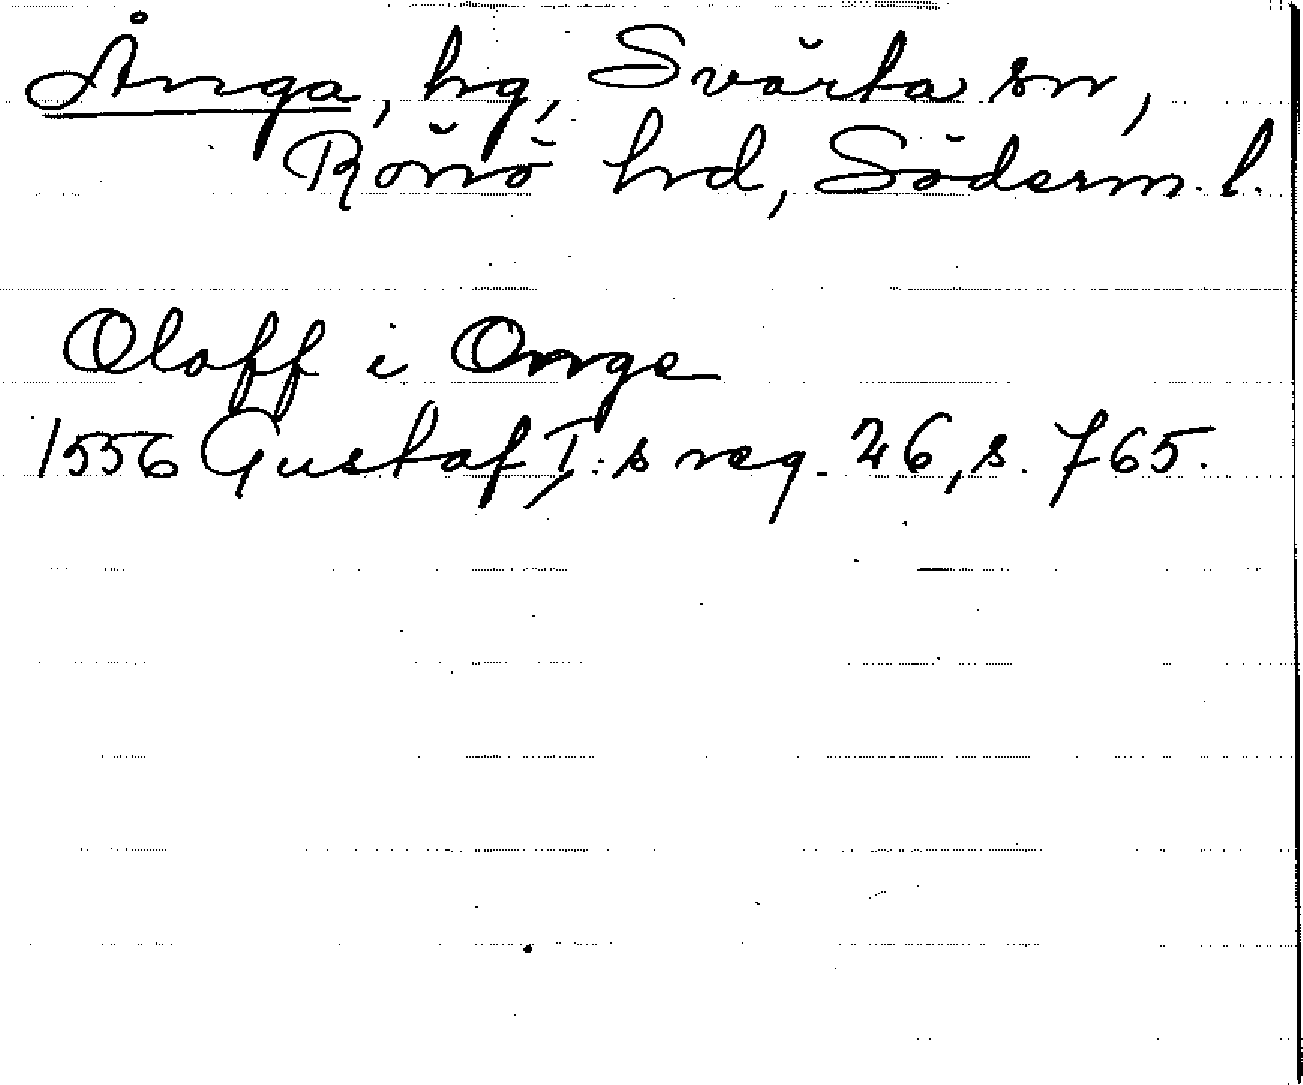 Ånga, hg, Svärta sn,
Rönö hd, Söderm. l.
Oloff i Onge
1556 Gustaf I:s reg. 26, s. 765.